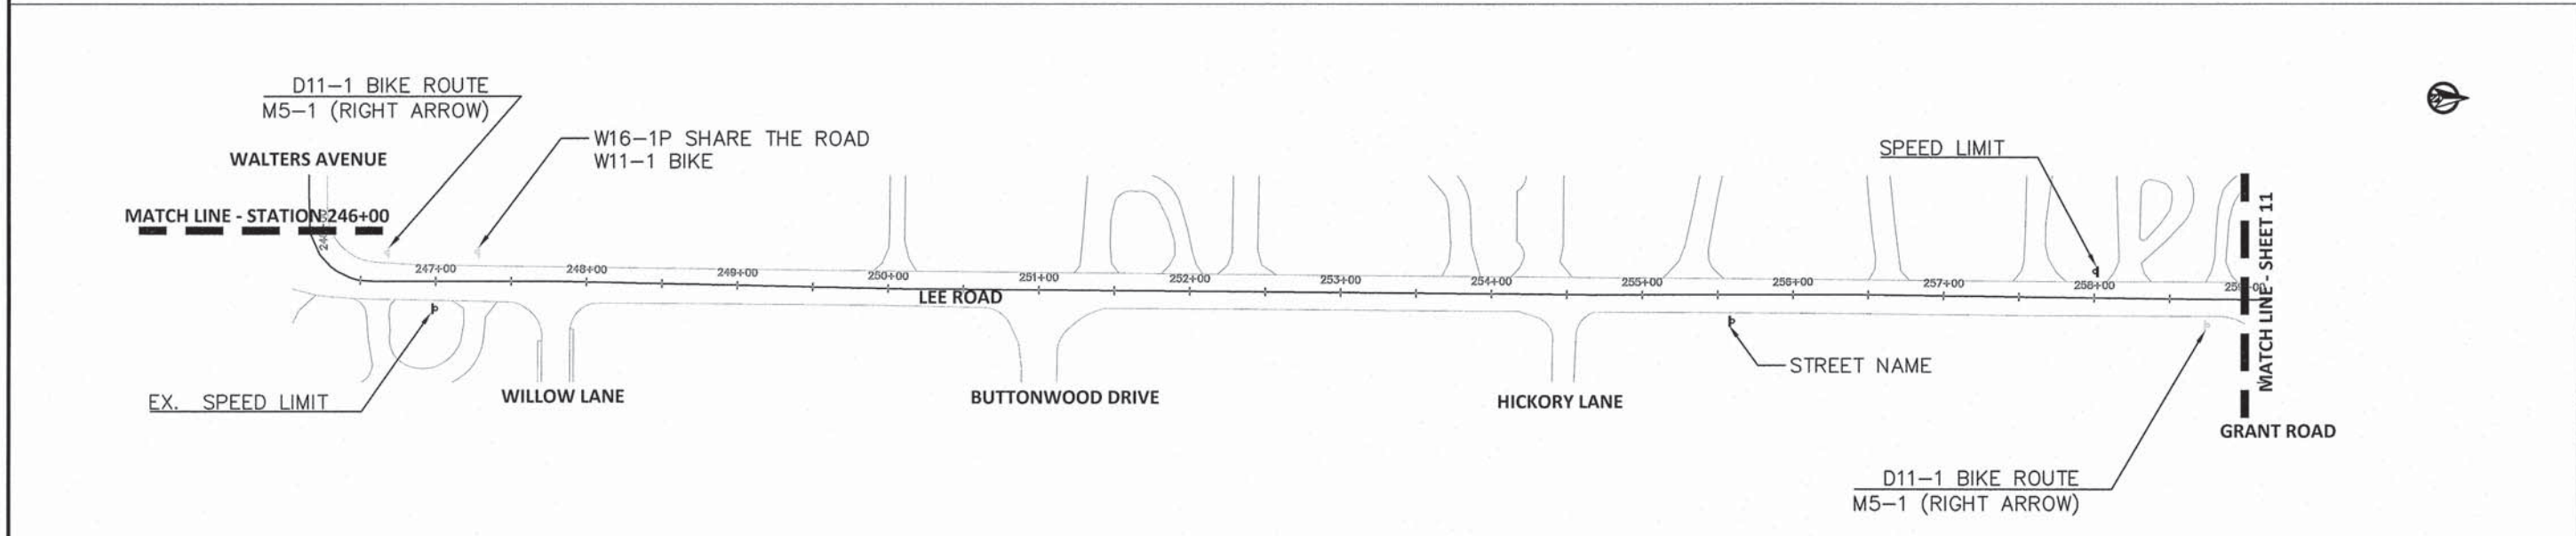 D11-1 BIKE ROUTE
M5-1 (RIGHT ARROW)
W16-1P SHARE THE ROAD
W11-1 BIKE
WALTERS AVENUE
SPEED LIMIT
MATCH LINE - STATION 246+00
MATCH LINE - SHEET 11
247+00
248+00
249+00
250+00
251+00
252+00
253+00
254+00
255+00
256+00
257+00
258+00
LEE ROAD
STREET NAME
EX. SPEED LIMIT
WILLOW LANE
BUTTONWOOD DRIVE
HICKORY LANE
GRANT ROAD
D11-1 BIKE ROUTE
M5-1 (RIGHT ARROW)